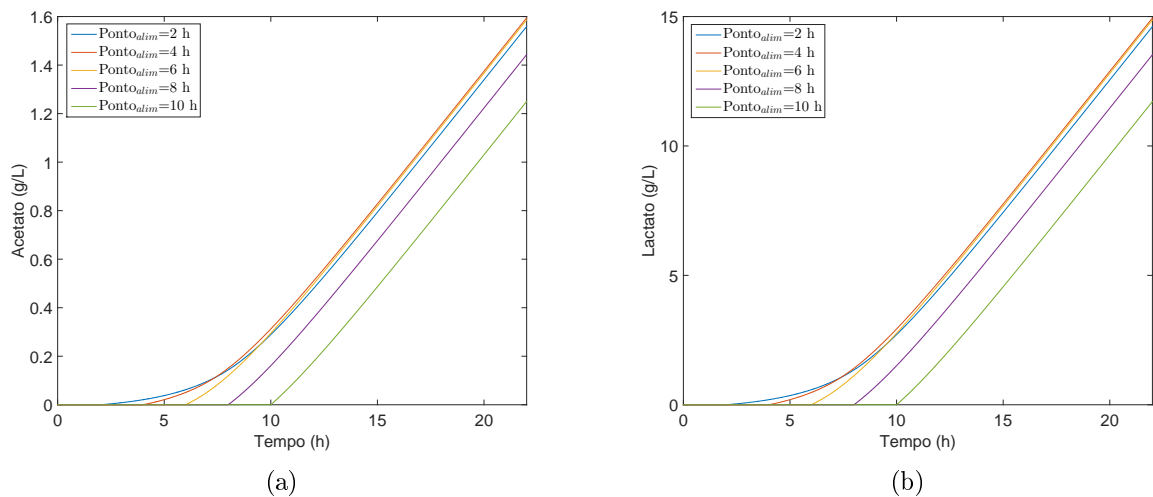 Acetato (g/L)
1.6
1.4
1.2
1
0.8
0.6
0.4
0.2
0
Ponto_alim=2 h
Ponto_alim=4 h
Ponto_alim=6 h
Ponto_alim=8 h
Ponto_alim=10 h
0 5 10 15 20
Tempo (h)
(a)
Lactato (g/L)
15
10
5
0
Ponto_alim=2 h
Ponto_alim=4 h
Ponto_alim=6 h
Ponto_alim=8 h
Ponto_alim=10 h
0 5 10 15 20
Tempo (h)
(b)